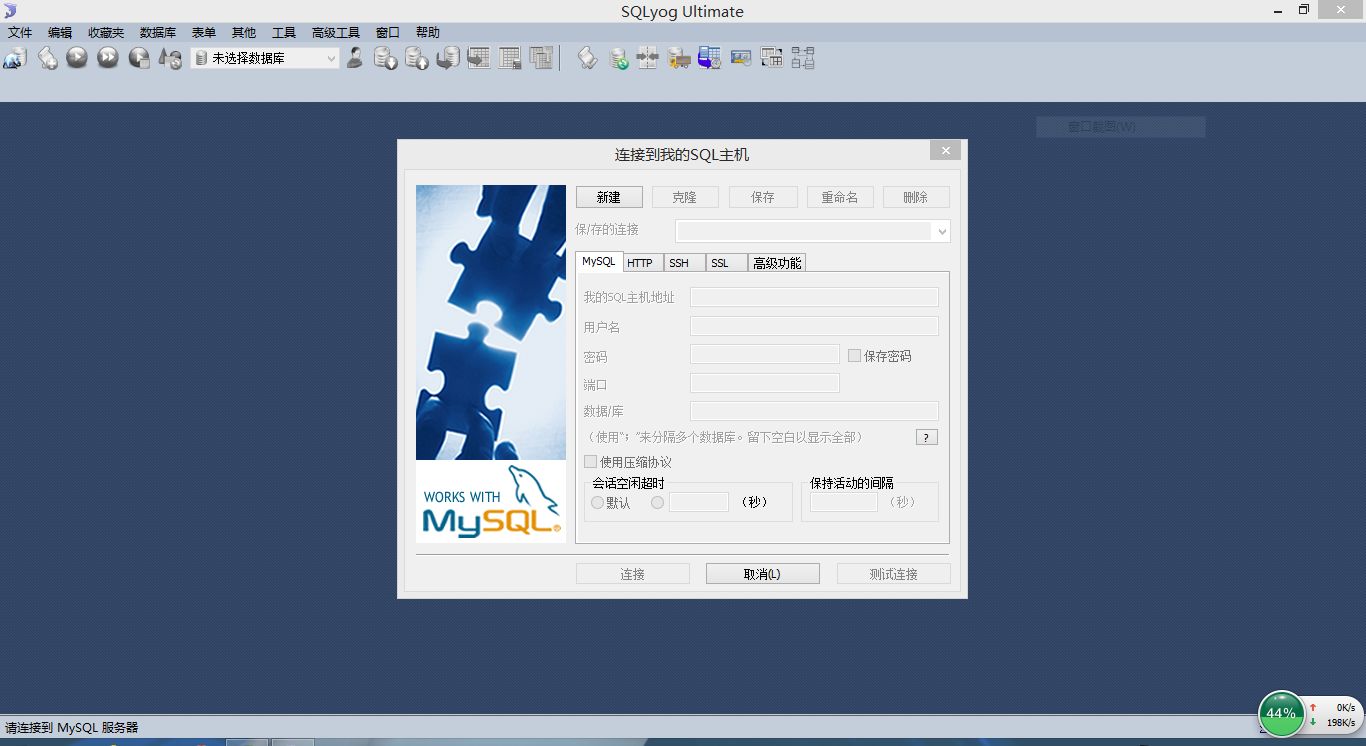 SQLyog Ultimate
文件 编辑 收藏夹 数据库 表单 其他 工具 高级工具 窗口 帮助
未选择数据库
窗口截图(W)
连接到我的SQL主机
新建 克隆 保存 重命名 删除
保/存的连接
MySQL HTTP SSH SSL 高级功能
我的SQL主机地址
用户名
密码 保存密码
端口
数据/库
（使用“；”来分隔多个数据库。留下空白以显示全部） ?
使用压缩协议
会话空闲超时 保持活动的间隔
默认 （秒） （秒）
WORKS WITH
MySQL®
连接 取消(L) 测试连接
请连接到 MySQL 服务器
44% 0K/s
198K/s